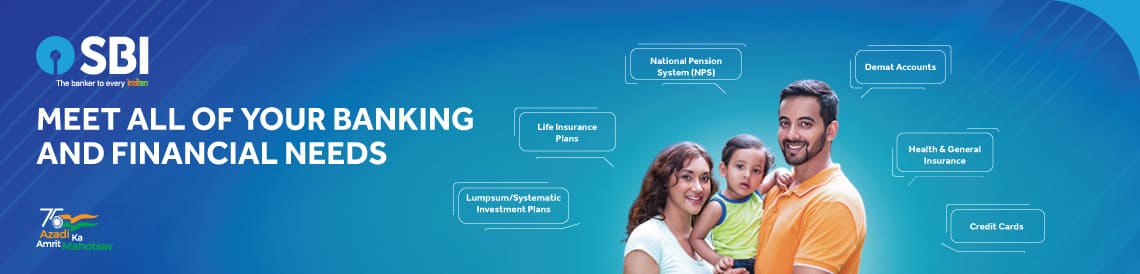 SBI
The banker to every indian
MEET ALL OF YOUR BANKING
AND FINANCIAL NEEDS
75
Azadi Ka
Amrit Mahotsav
National Pension
System (NPS)
Demat Accounts
Life Insurance
Plans
Health & General
Insurance
Lumpsum/Systematic
Investment Plans
Credit Cards